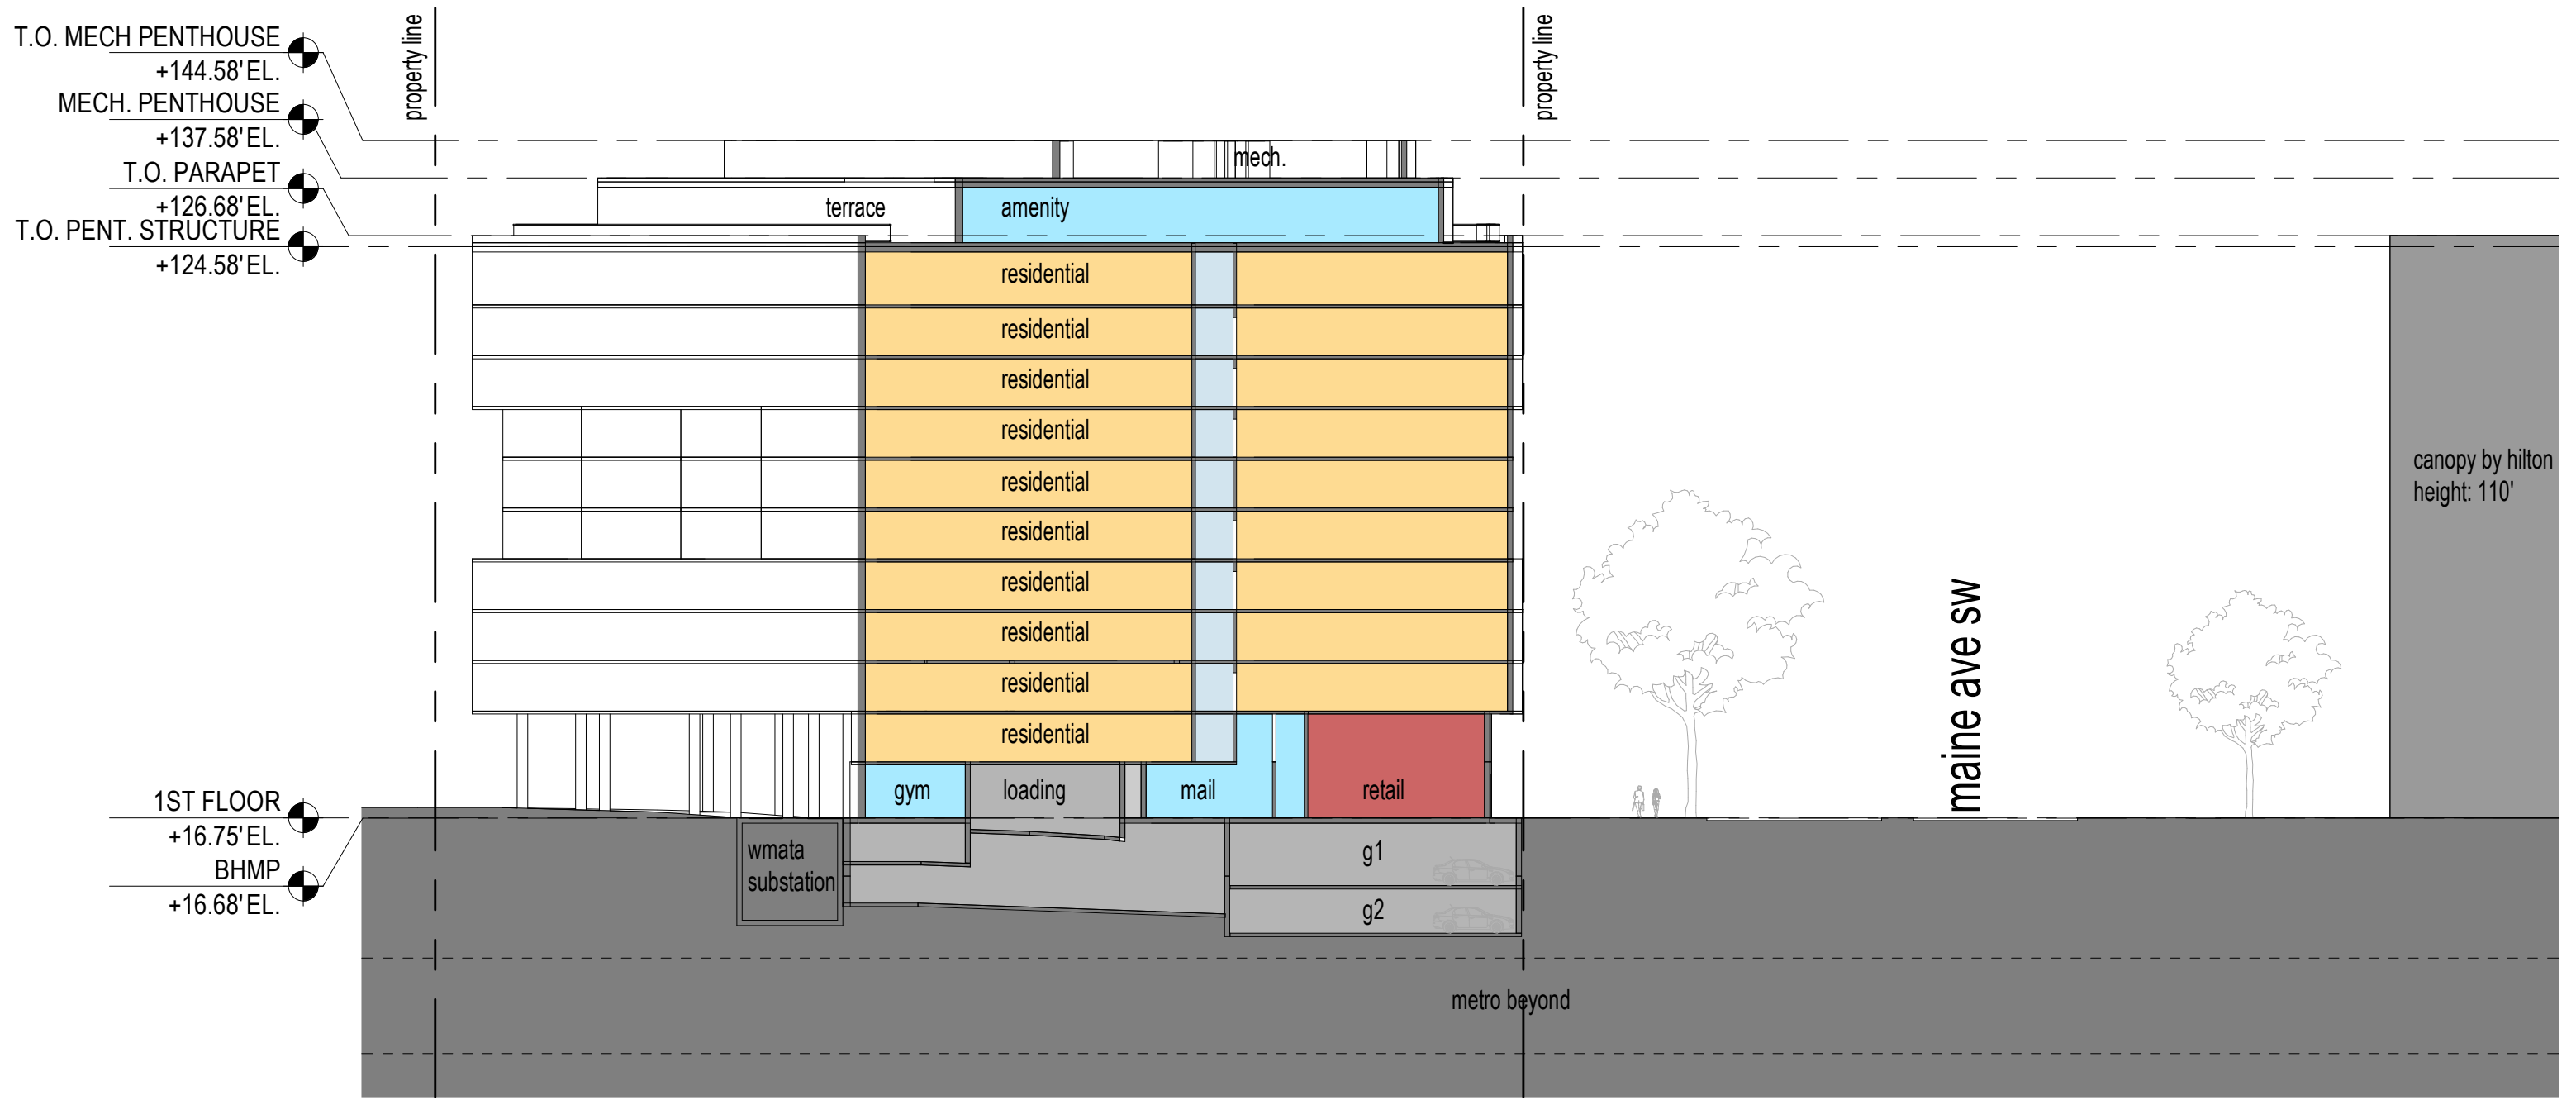 T.O. MECH PENTHOUSE
+144.58' EL.
MECH. PENTHOUSE
+137.58' EL.
T.O. PARAPET
+126.68' EL.
T.O. PENT. STRUCTURE
+124.58' EL.
property line
property line
mech.
terrace
amenity
residential
residential
residential
residential
residential
residential
residential
residential
residential
residential
canopy by hilton
height: 110'
maine ave sw
gym
loading
mail
retail
1ST FLOOR
+16.75' EL.
BHMP
+16.68' EL.
wmata
substation
g1
g2
metro beyond